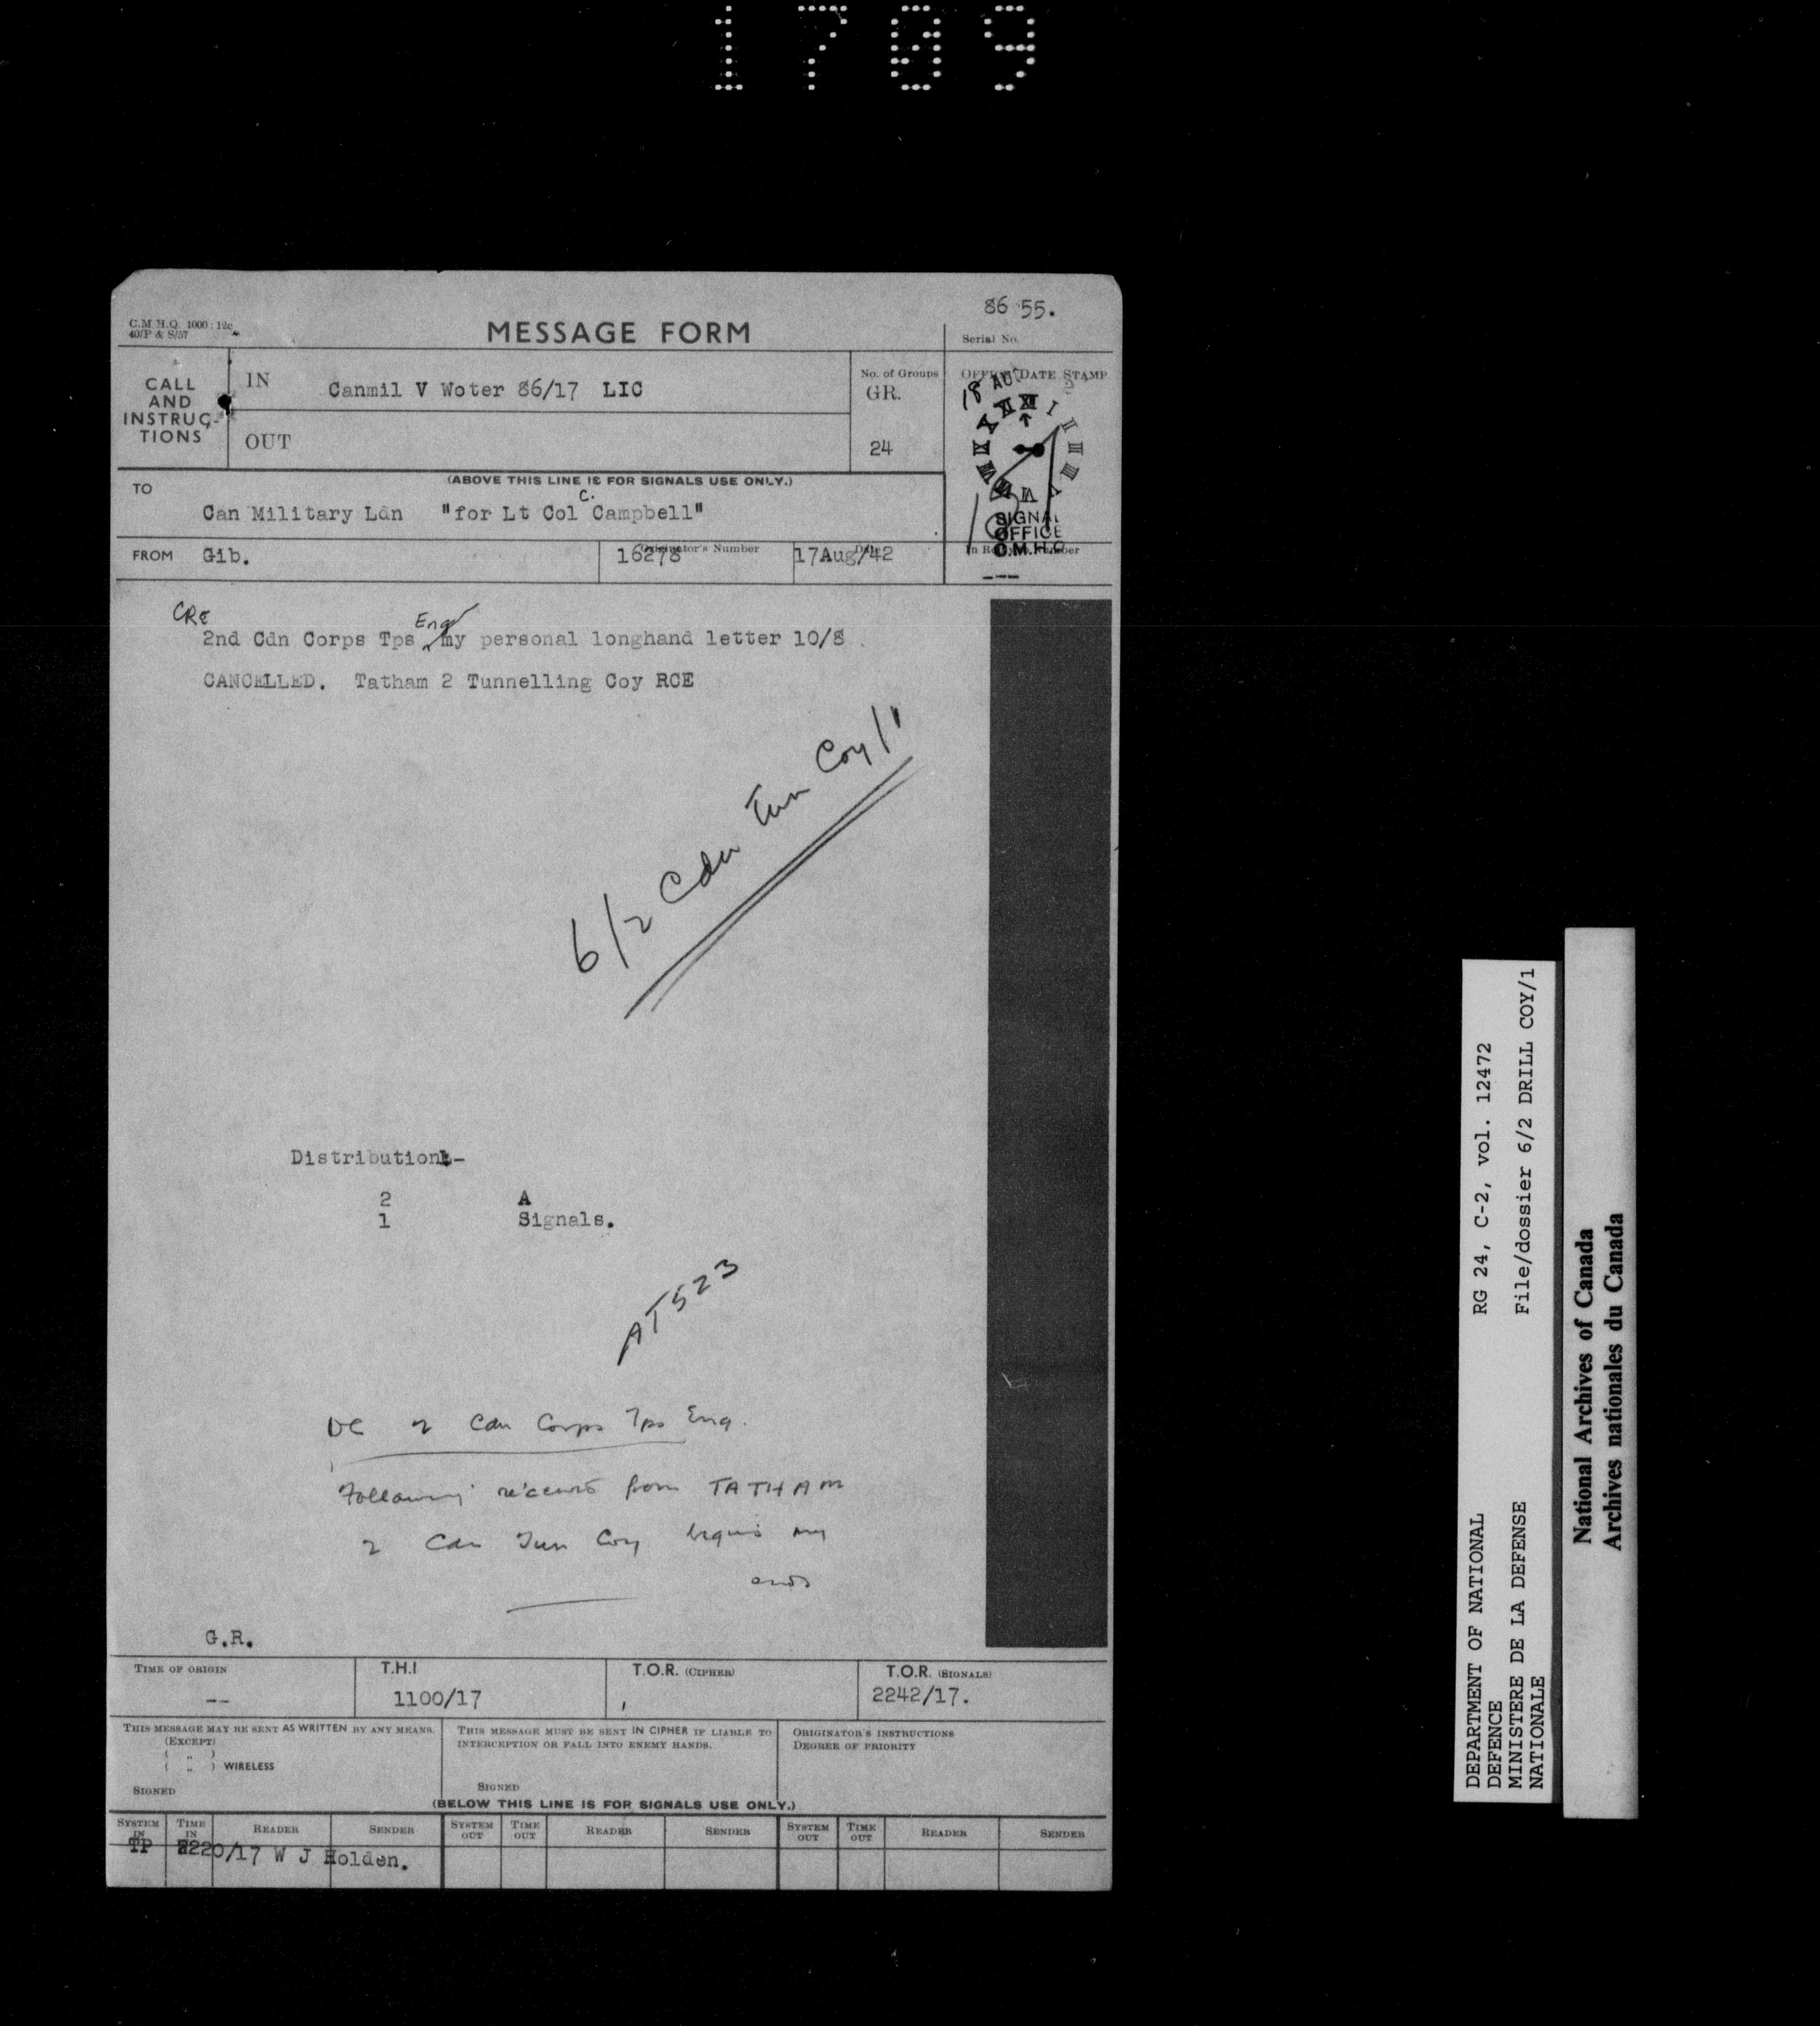 1709
86 55.
C.M.H.Q. 1000:12c
40/P & S/57
MESSAGE FORM
Serial No.
CALL AND INSTRUC-TIONS
IN Canmil V Woter 86/17 LIC
OUT
No. of Groups
GR.
24
OFFICE DATE STAMP
18 AUG
SIGNAL
OFFICE
C.M.H.Q
(ABOVE THIS LINE IS FOR SIGNALS USE ONLY.)
TO
c.
Can Military Ldn "for Lt Col Campbell"
FROM Gib.
Originator's Number
16278
Date
17Aug/42
In Reply to Number
---
CRE
Engr
2nd Cdn Corps Tps my personal longhand letter 10/8
CANCELLED. Tatham 2 Tunnelling Coy RCE
6/2 Cdn Tun Coy/1
Distribution:-
2 A
1 Signals.
AT523
OC 2 Cdn Corps Tps Eng.
Following received from TATHAM
2 Cdn Tun Coy begins my
ends
G.R.
TIME OF ORIGIN
--
T.H.I
1100/17
T.O.R. (CIPHER)
T.O.R. (SIGNALS)
2242/17.
THIS MESSAGE MAY BE SENT AS WRITTEN BY ANY MEANS.
(EXCEPT)
( „ )
( „ ) WIRELESS
SIGNED
THIS MESSAGE MUST BE SENT IN CIPHER IF LIABLE TO
INTERCEPTION OR FALL INTO ENEMY HANDS.
SIGNED
ORIGINATOR'S INSTRUCTIONS
DEGREE OF PRIORITY
(BELOW THIS LINE IS FOR SIGNALS USE ONLY.)
SYSTEM IN TIME IN READER SENDER SYSTEM OUT TIME OUT READER SENDER SYSTEM OUT TIME OUT READER SENDER
TP 2220/17 W J Holden.
DEPARTMENT OF NATIONAL
DEFENCE
MINISTERE DE LA DEFENSE
NATIONALE
RG 24, C-2, vol. 12472
File/dossier 6/2 DRILL COY/1
National Archives of Canada
Archives nationales du Canada